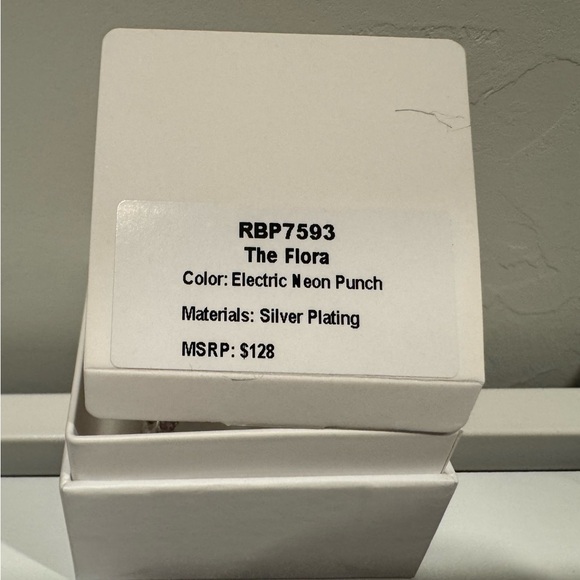 RBP7593
The Flora
Color: Electric Neon Punch
Materials: Silver Plating
MSRP: $128